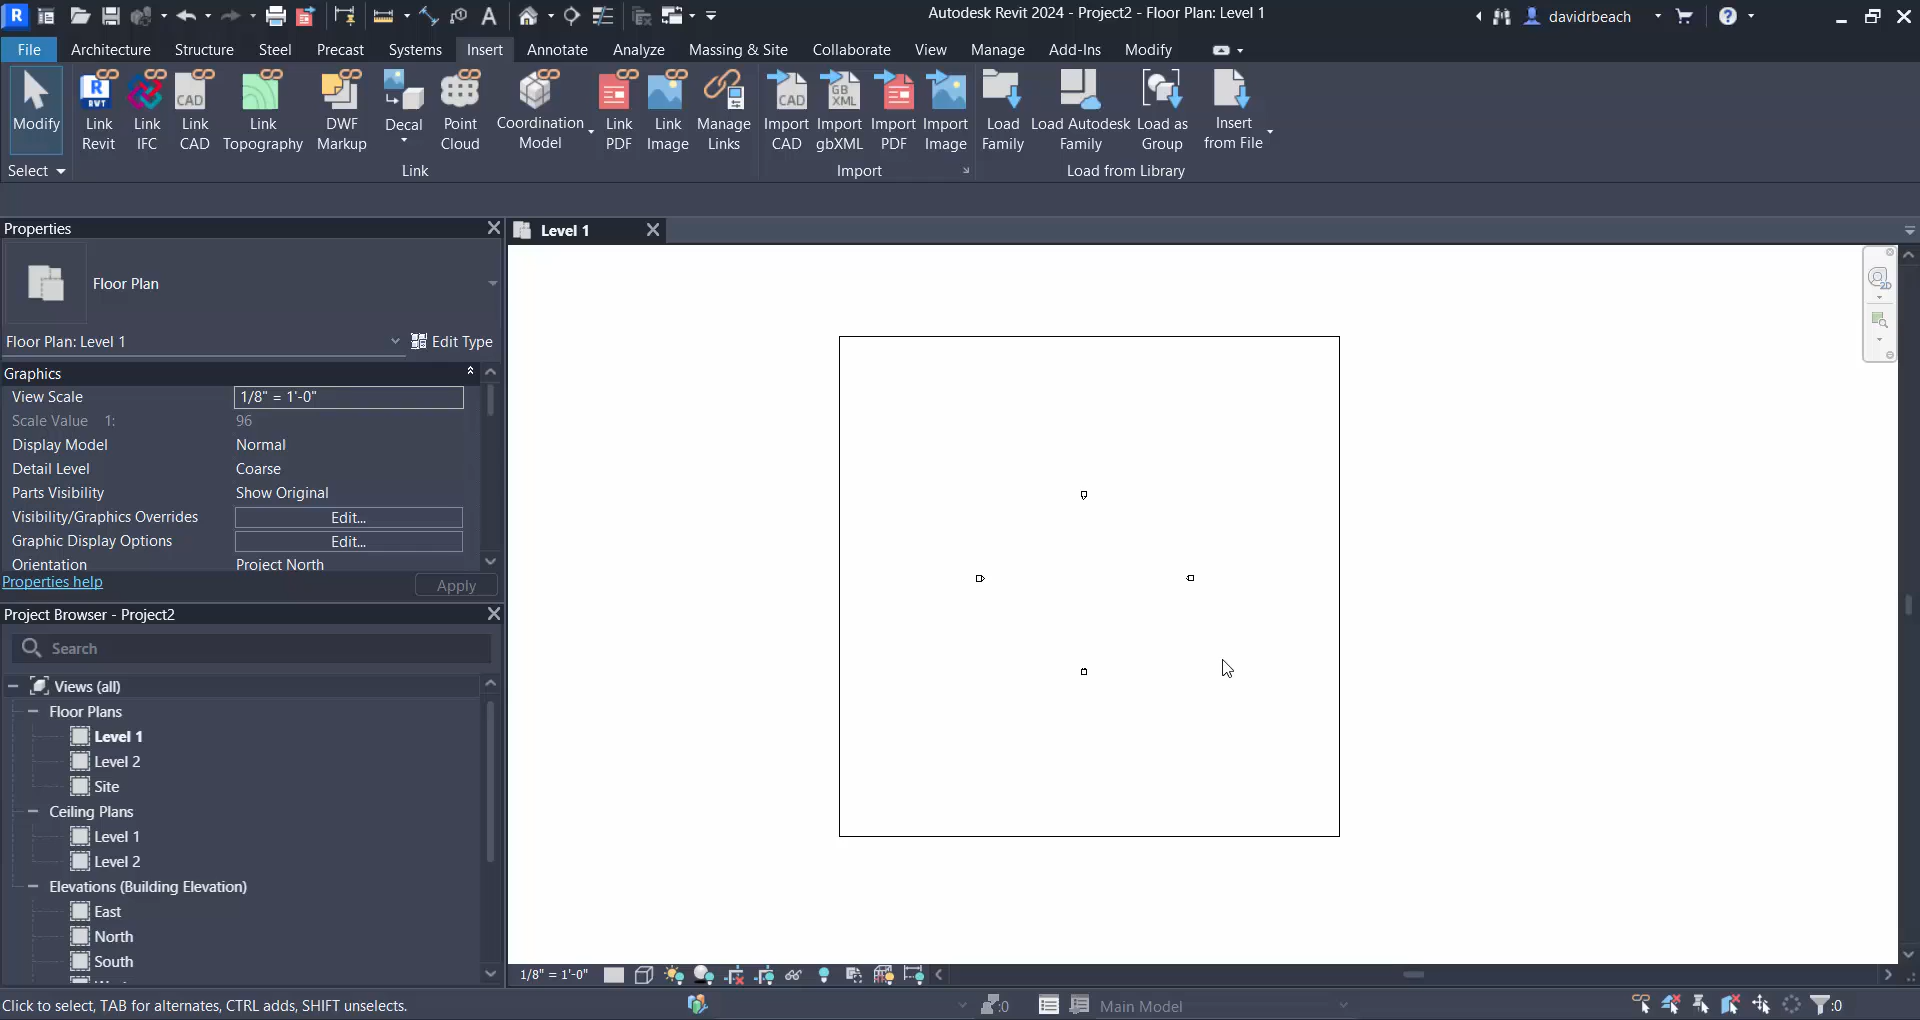 Autodesk Revit 2024 - Project2 - Floor Plan: Level 1
davidrbeach
File Architecture Structure Steel Precast Systems Insert Annotate Analyze Massing & Site Collaborate View Manage Add-Ins Modify
Modify
Link Revit
Link IFC
Link CAD
Link Topography
DWF Markup
Decal
Point Cloud
Coordination Model
Link PDF
Link Image
Manage Links
Import CAD
Import gbXML
Import PDF
Import Image
Load Family
Load Autodesk Family
Load as Group
Insert from File
Select Link Import Load from Library
Properties
Level 1
Floor Plan
Floor Plan: Level 1 Edit Type
Graphics
View Scale 1/8" = 1'-0"
Scale Value 1: 96
Display Model Normal
Detail Level Coarse
Parts Visibility Show Original
Visibility/Graphics Overrides Edit...
Graphic Display Options Edit...
Orientation Project North
Properties help Apply
Project Browser - Project2
Search
Views (all)
Floor Plans
Level 1
Level 2
Site
Ceiling Plans
Level 1
Level 2
Elevations (Building Elevation)
East
North
South
1/8" = 1'-0"
Click to select, TAB for alternates, CTRL adds, SHIFT unselects.
:0
Main Model
:0